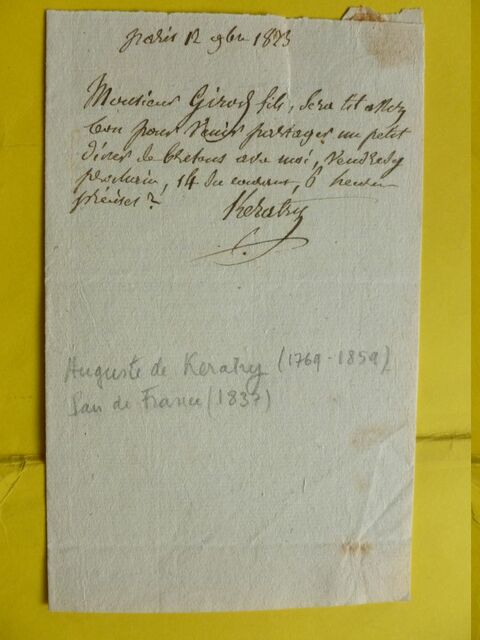 paris 12 9bre 1823
Monsieur Girod fils, sera t il assez
bon pour venir partager un petit
diner de bretons avec moi, vendredy
prochain, 14 du courant, 6 heures
précises?
Keratry
Auguste de Keratry (1769-1859)
Pair de France (1837)